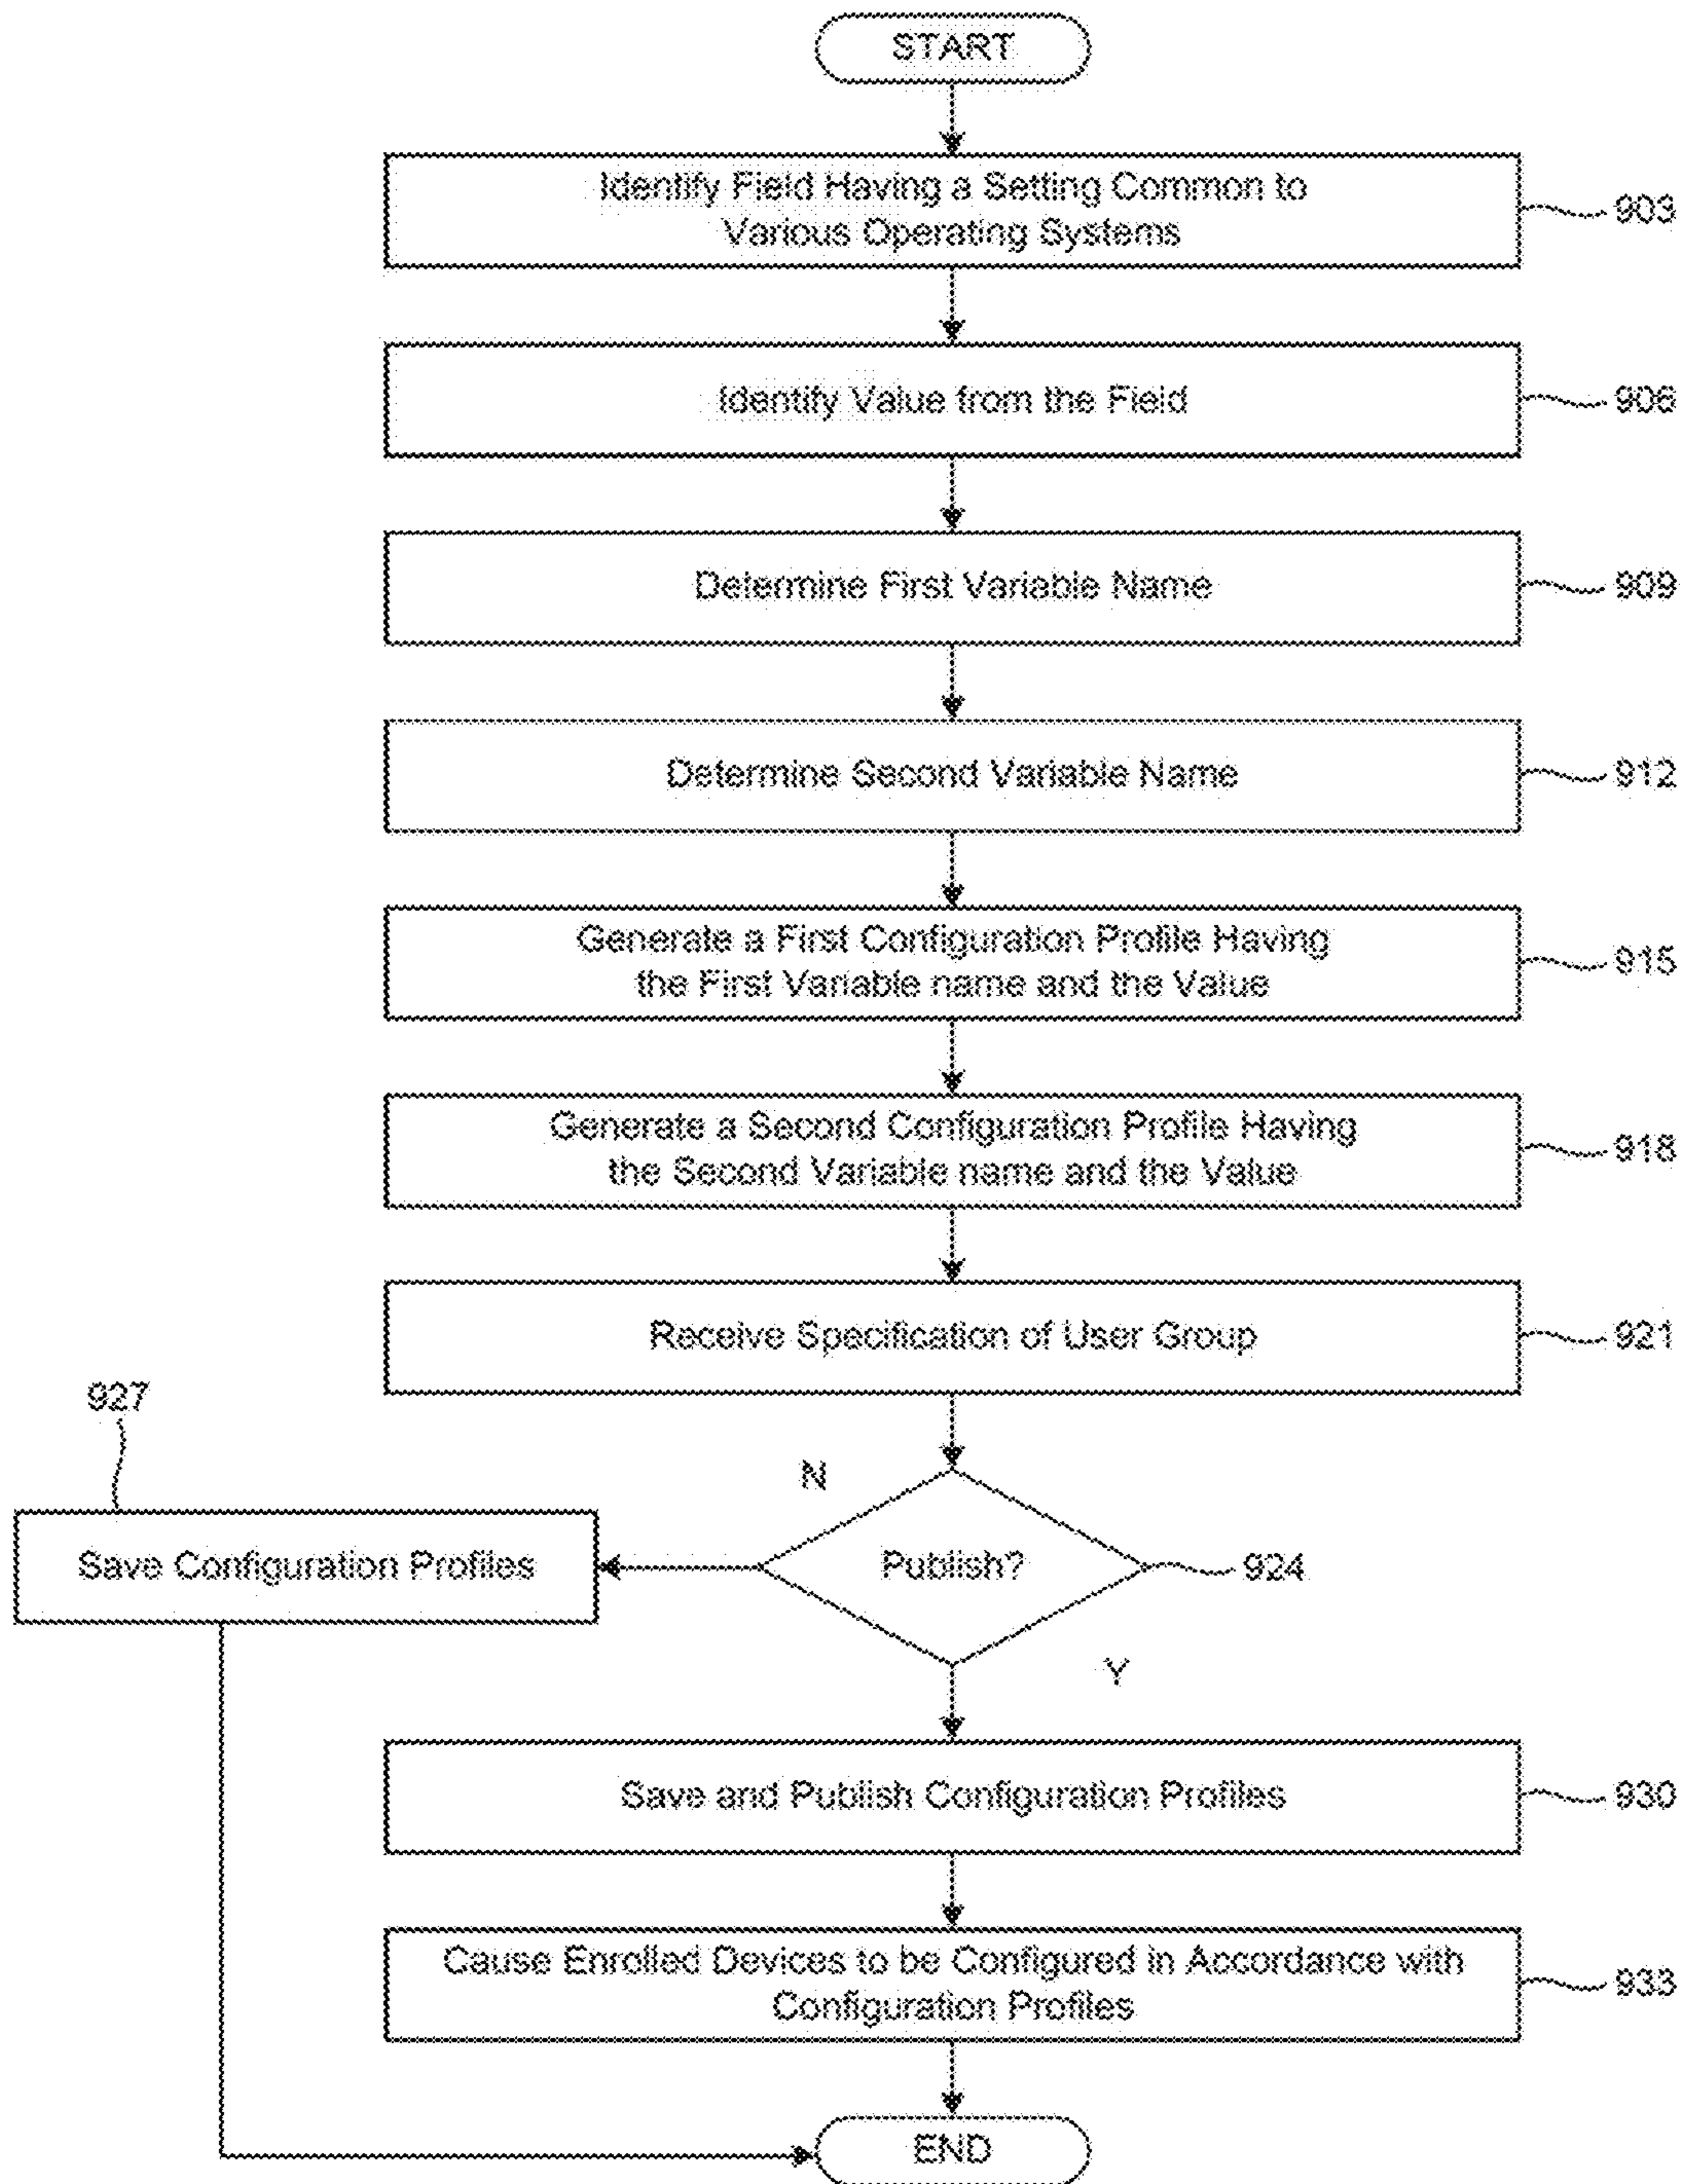 START
Identify Field Having a Setting Common to
Various Operating Systems
903
Identify Value from the Field
906
Determine First Variable Name
909
Determine Second Variable Name
912
Generate a First Configuration Profile Having
the First Variable name and the Value
915
Generate a Second Configuration Profile Having
the Second Variable name and the Value
918
Receive Specification of User Group
921
927
N
Save Configuration Profiles
Publish?
924
Y
Save and Publish Configuration Profiles
930
Cause Enrolled Devices to be Configured in Accordance with
Configuration Profiles
933
END